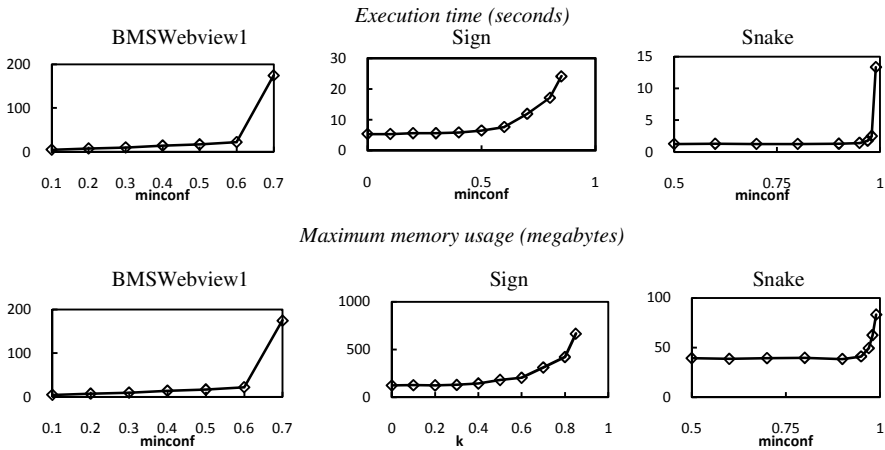 Execution time (seconds)
BMSWebview1
Sign
Snake
200
100
0
0.1 0.2 0.3 0.4 0.5 0.6 0.7
minconf
30
20
10
0
0 0.5 1
minconf
15
10
5
0
0.5 0.75 1
minconf
Maximum memory usage (megabytes)
BMSWebview1
Sign
Snake
200
100
0
0.1 0.2 0.3 0.4 0.5 0.6 0.7
minconf
1000
500
0
0 0.2 0.4 0.6 0.8 1
k
100
50
0
0.5 0.75 1
minconf